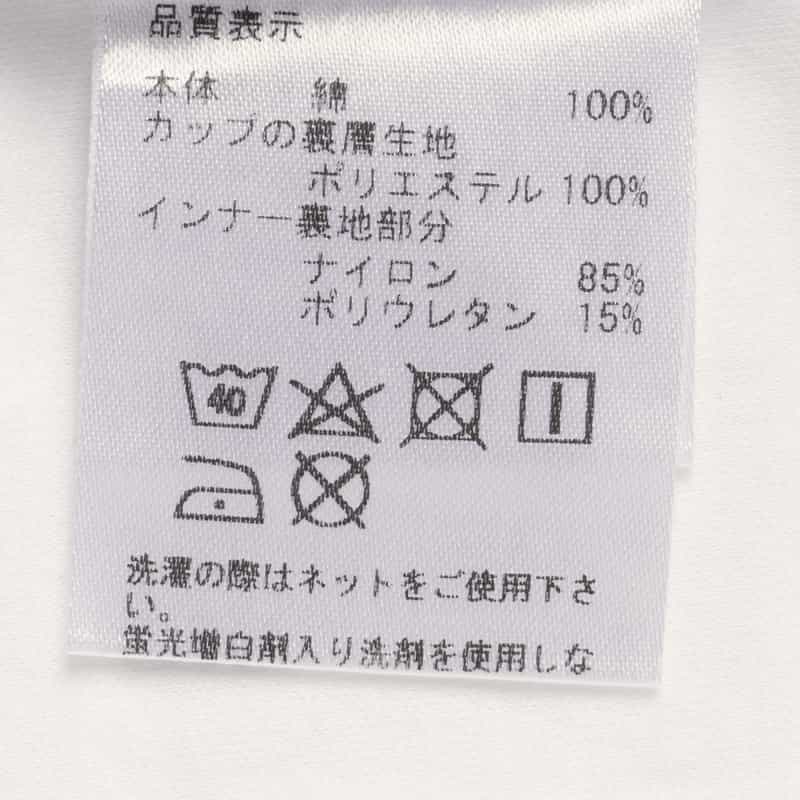 品質表示
本体 綿 100%
カップの裏層生地
ポリエステル 100%
インナー裏地部分
ナイロン 85%
ポリウレタン 15%
40
洗濯の際はネットをご使用下さ
い。
蛍光増白剤入り洗剤を使用しな